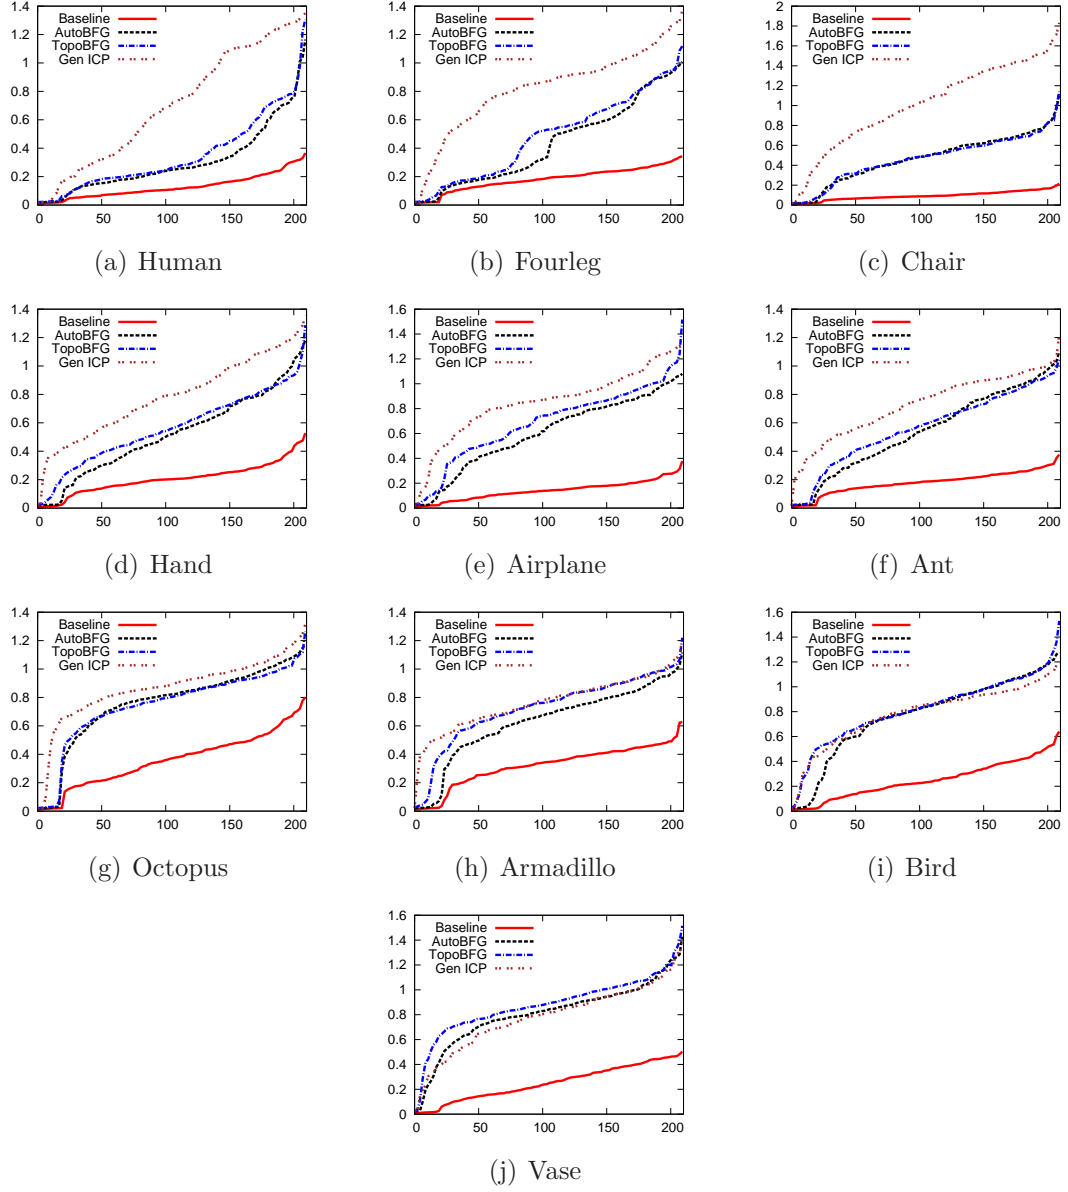 1.4
1.2
1
0.8
0.6
0.4
0.2
0
0 50 100 150 200
Baseline
AutoBFG
TopoBFG
Gen ICP
(a) Human
1.4
1.2
1
0.8
0.6
0.4
0.2
0
0 50 100 150 200
Baseline
AutoBFG
TopoBFG
Gen ICP
(b) Fourleg
2
1.8
1.6
1.4
1.2
1
0.8
0.6
0.4
0.2
0
0 50 100 150 200
Baseline
AutoBFG
TopoBFG
Gen ICP
(c) Chair
1.4
1.2
1
0.8
0.6
0.4
0.2
0
0 50 100 150 200
Baseline
AutoBFG
TopoBFG
Gen ICP
(d) Hand
1.6
1.4
1.2
1
0.8
0.6
0.4
0.2
0
0 50 100 150 200
Baseline
AutoBFG
TopoBFG
Gen ICP
(e) Airplane
1.4
1.2
1
0.8
0.6
0.4
0.2
0
0 50 100 150 200
Baseline
AutoBFG
TopoBFG
Gen ICP
(f) Ant
1.4
1.2
1
0.8
0.6
0.4
0.2
0
0 50 100 150 200
Baseline
AutoBFG
TopoBFG
Gen ICP
(g) Octopus
1.4
1.2
1
0.8
0.6
0.4
0.2
0
0 50 100 150 200
Baseline
AutoBFG
TopoBFG
Gen ICP
(h) Armadillo
1.6
1.4
1.2
1
0.8
0.6
0.4
0.2
0
0 50 100 150 200
Baseline
AutoBFG
TopoBFG
Gen ICP
(i) Bird
1.6
1.4
1.2
1
0.8
0.6
0.4
0.2
0
0 50 100 150 200
Baseline
AutoBFG
TopoBFG
Gen ICP
(j) Vase